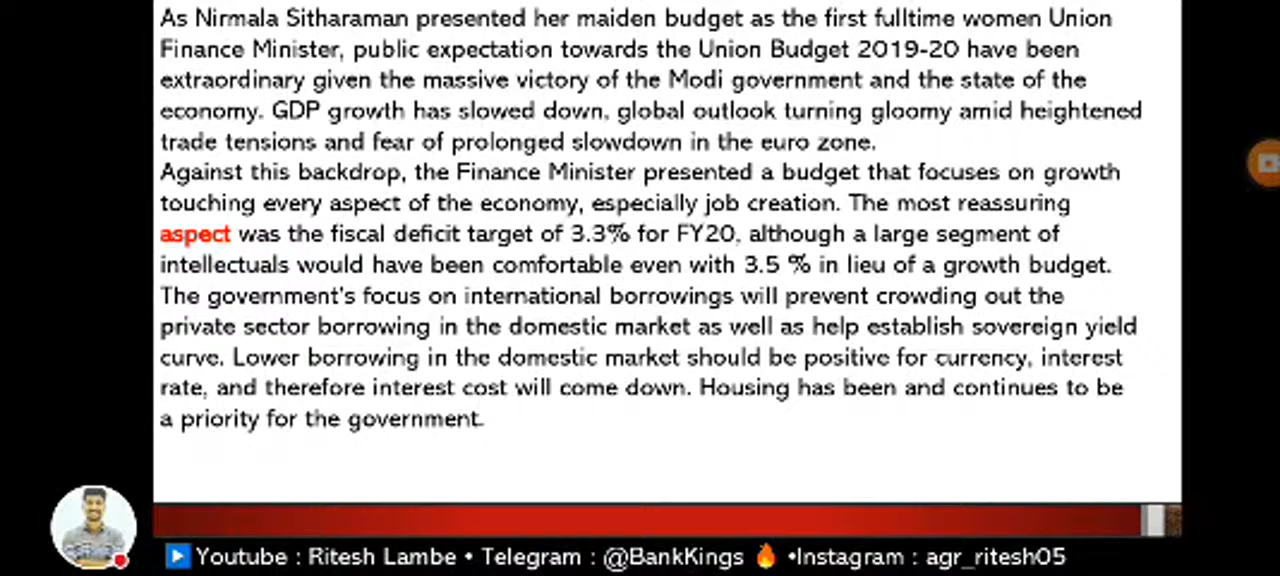 As Nirmala Sitharaman presented her maiden budget as the first fulltime women Union
Finance Minister, public expectation towards the Union Budget 2019-20 have been
extraordinary given the massive victory of the Modi government and the state of the
economy. GDP growth has slowed down, global outlook turning gloomy amid heightened
trade tensions and fear of prolonged slowdown in the euro zone.
Against this backdrop, the Finance Minister presented a budget that focuses on growth
touching every aspect of the economy, especially job creation. The most reassuring
aspect was the fiscal deficit target of 3.3% for FY20, although a large segment of
intellectuals would have been comfortable even with 3.5 % in lieu of a growth budget.
The government's focus on international borrowings will prevent crowding out the
private sector borrowing in the domestic market as well as help establish sovereign yield
curve. Lower borrowing in the domestic market should be positive for currency, interest
rate, and therefore interest cost will come down. Housing has been and continues to be
a priority for the government.
Youtube : Ritesh Lambe • Telegram : @BankKings 🔥 •Instagram : agr_ritesh05